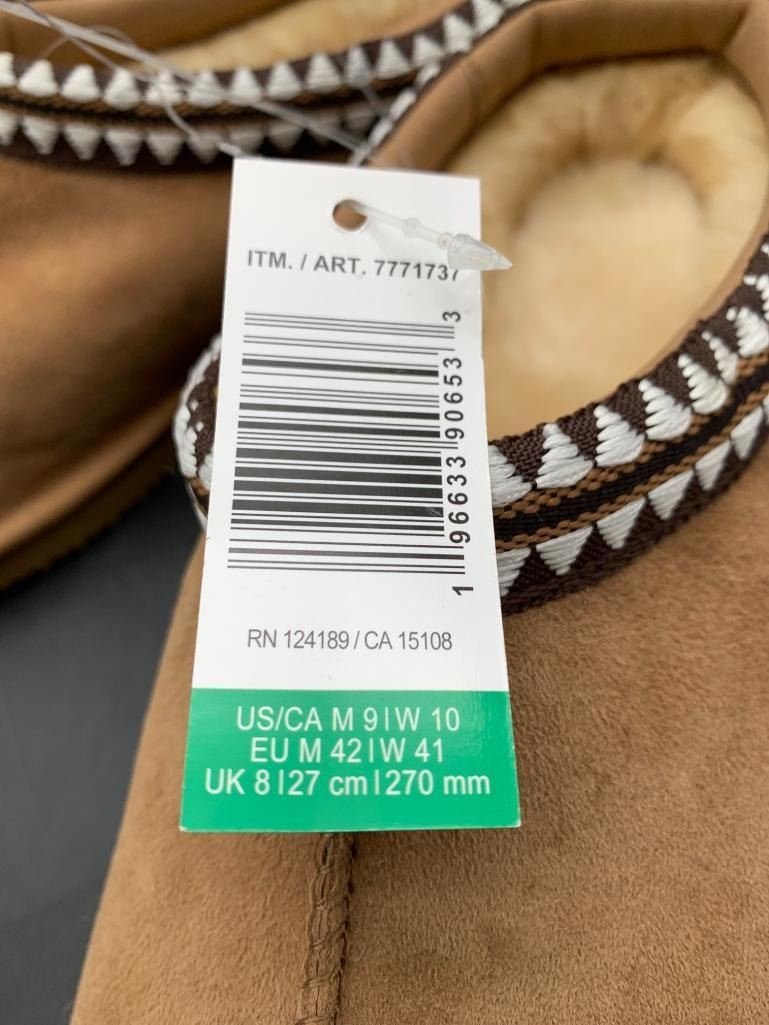 ITM. / ART. 7771737
1 96633 90653 3
RN 124189 / CA 15108
US/CA M 9 | W 10
EU M 42 | W 41
UK 8 | 27 cm | 270 mm